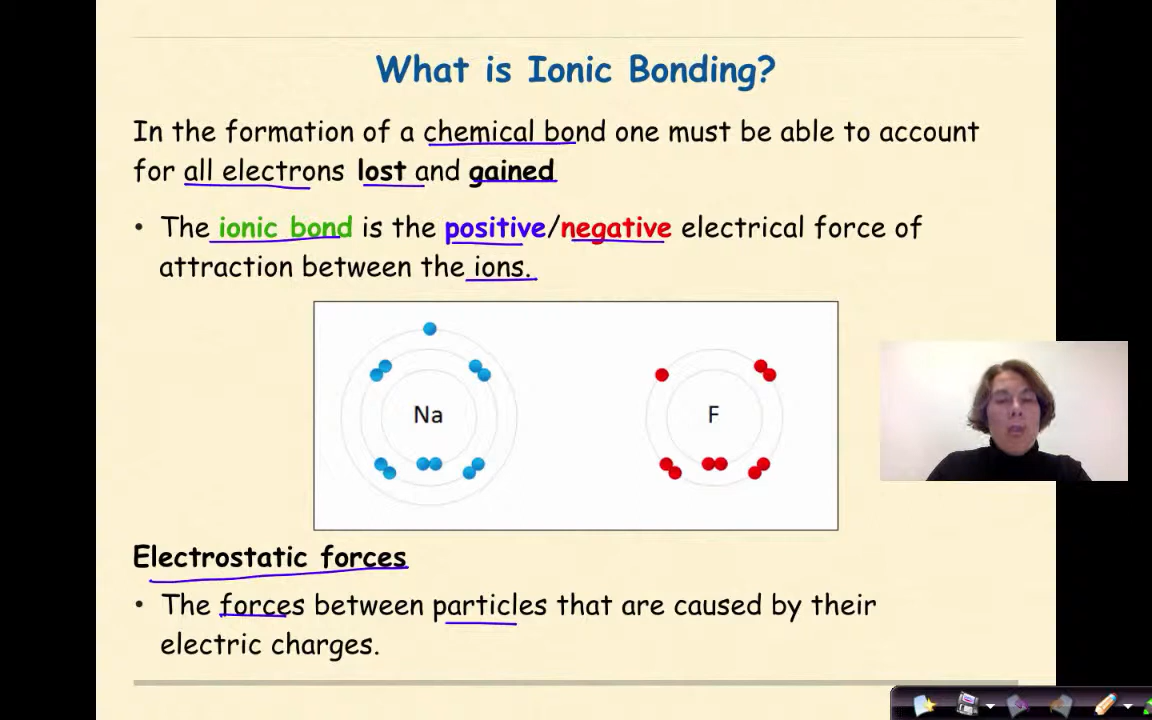 What is Ionic Bonding?
In the formation of a chemical bond one must be able to account
for all electrons lost and gained
• The ionic bond is the positive/negative electrical force of
attraction between the ions.
Na
F
Electrostatic forces
• The forces between particles that are caused by their
electric charges.